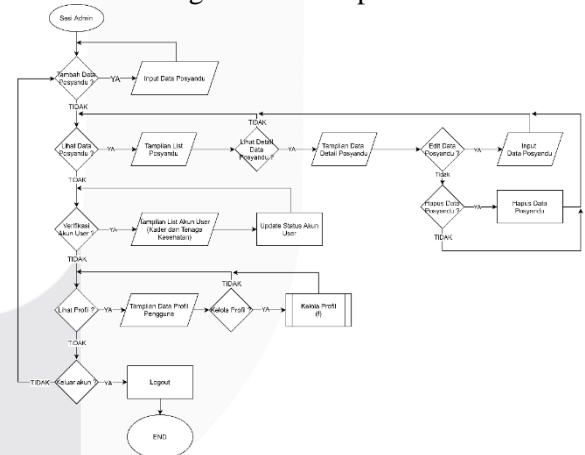 Sesi Admin
Tambah Data
Posyandu ?
YA
Input Data Posyandu
TIDAK
Lihat Data
Posyandu ?
YA
Tampilan List
Posyandu
TIDAK
Lihat Detail
Data
Posyandu ?
YA
Tampilan Data
Detail Posyandu
Edit Data
Posyandu ?
YA
Input
Data Posyandu
Tidak
TIDAK
Hapus Data
Posyandu ?
YA
Hapus Data
Posyandu
TIDAK
Verifikasi
Akun User ?
YA
Tampilan List Akun User
(Kader dan Tenaga
Kesehatan)
Update Status Akun
User
TIDAK
Lihat Profil ?
YA
Tampilan Data Profil
Pengguna
TIDAK
Kelola Profil ?
YA
Kelola Profil
(f)
TIDAK
TIDAK
Keluar akun ?
YA
Logout
END